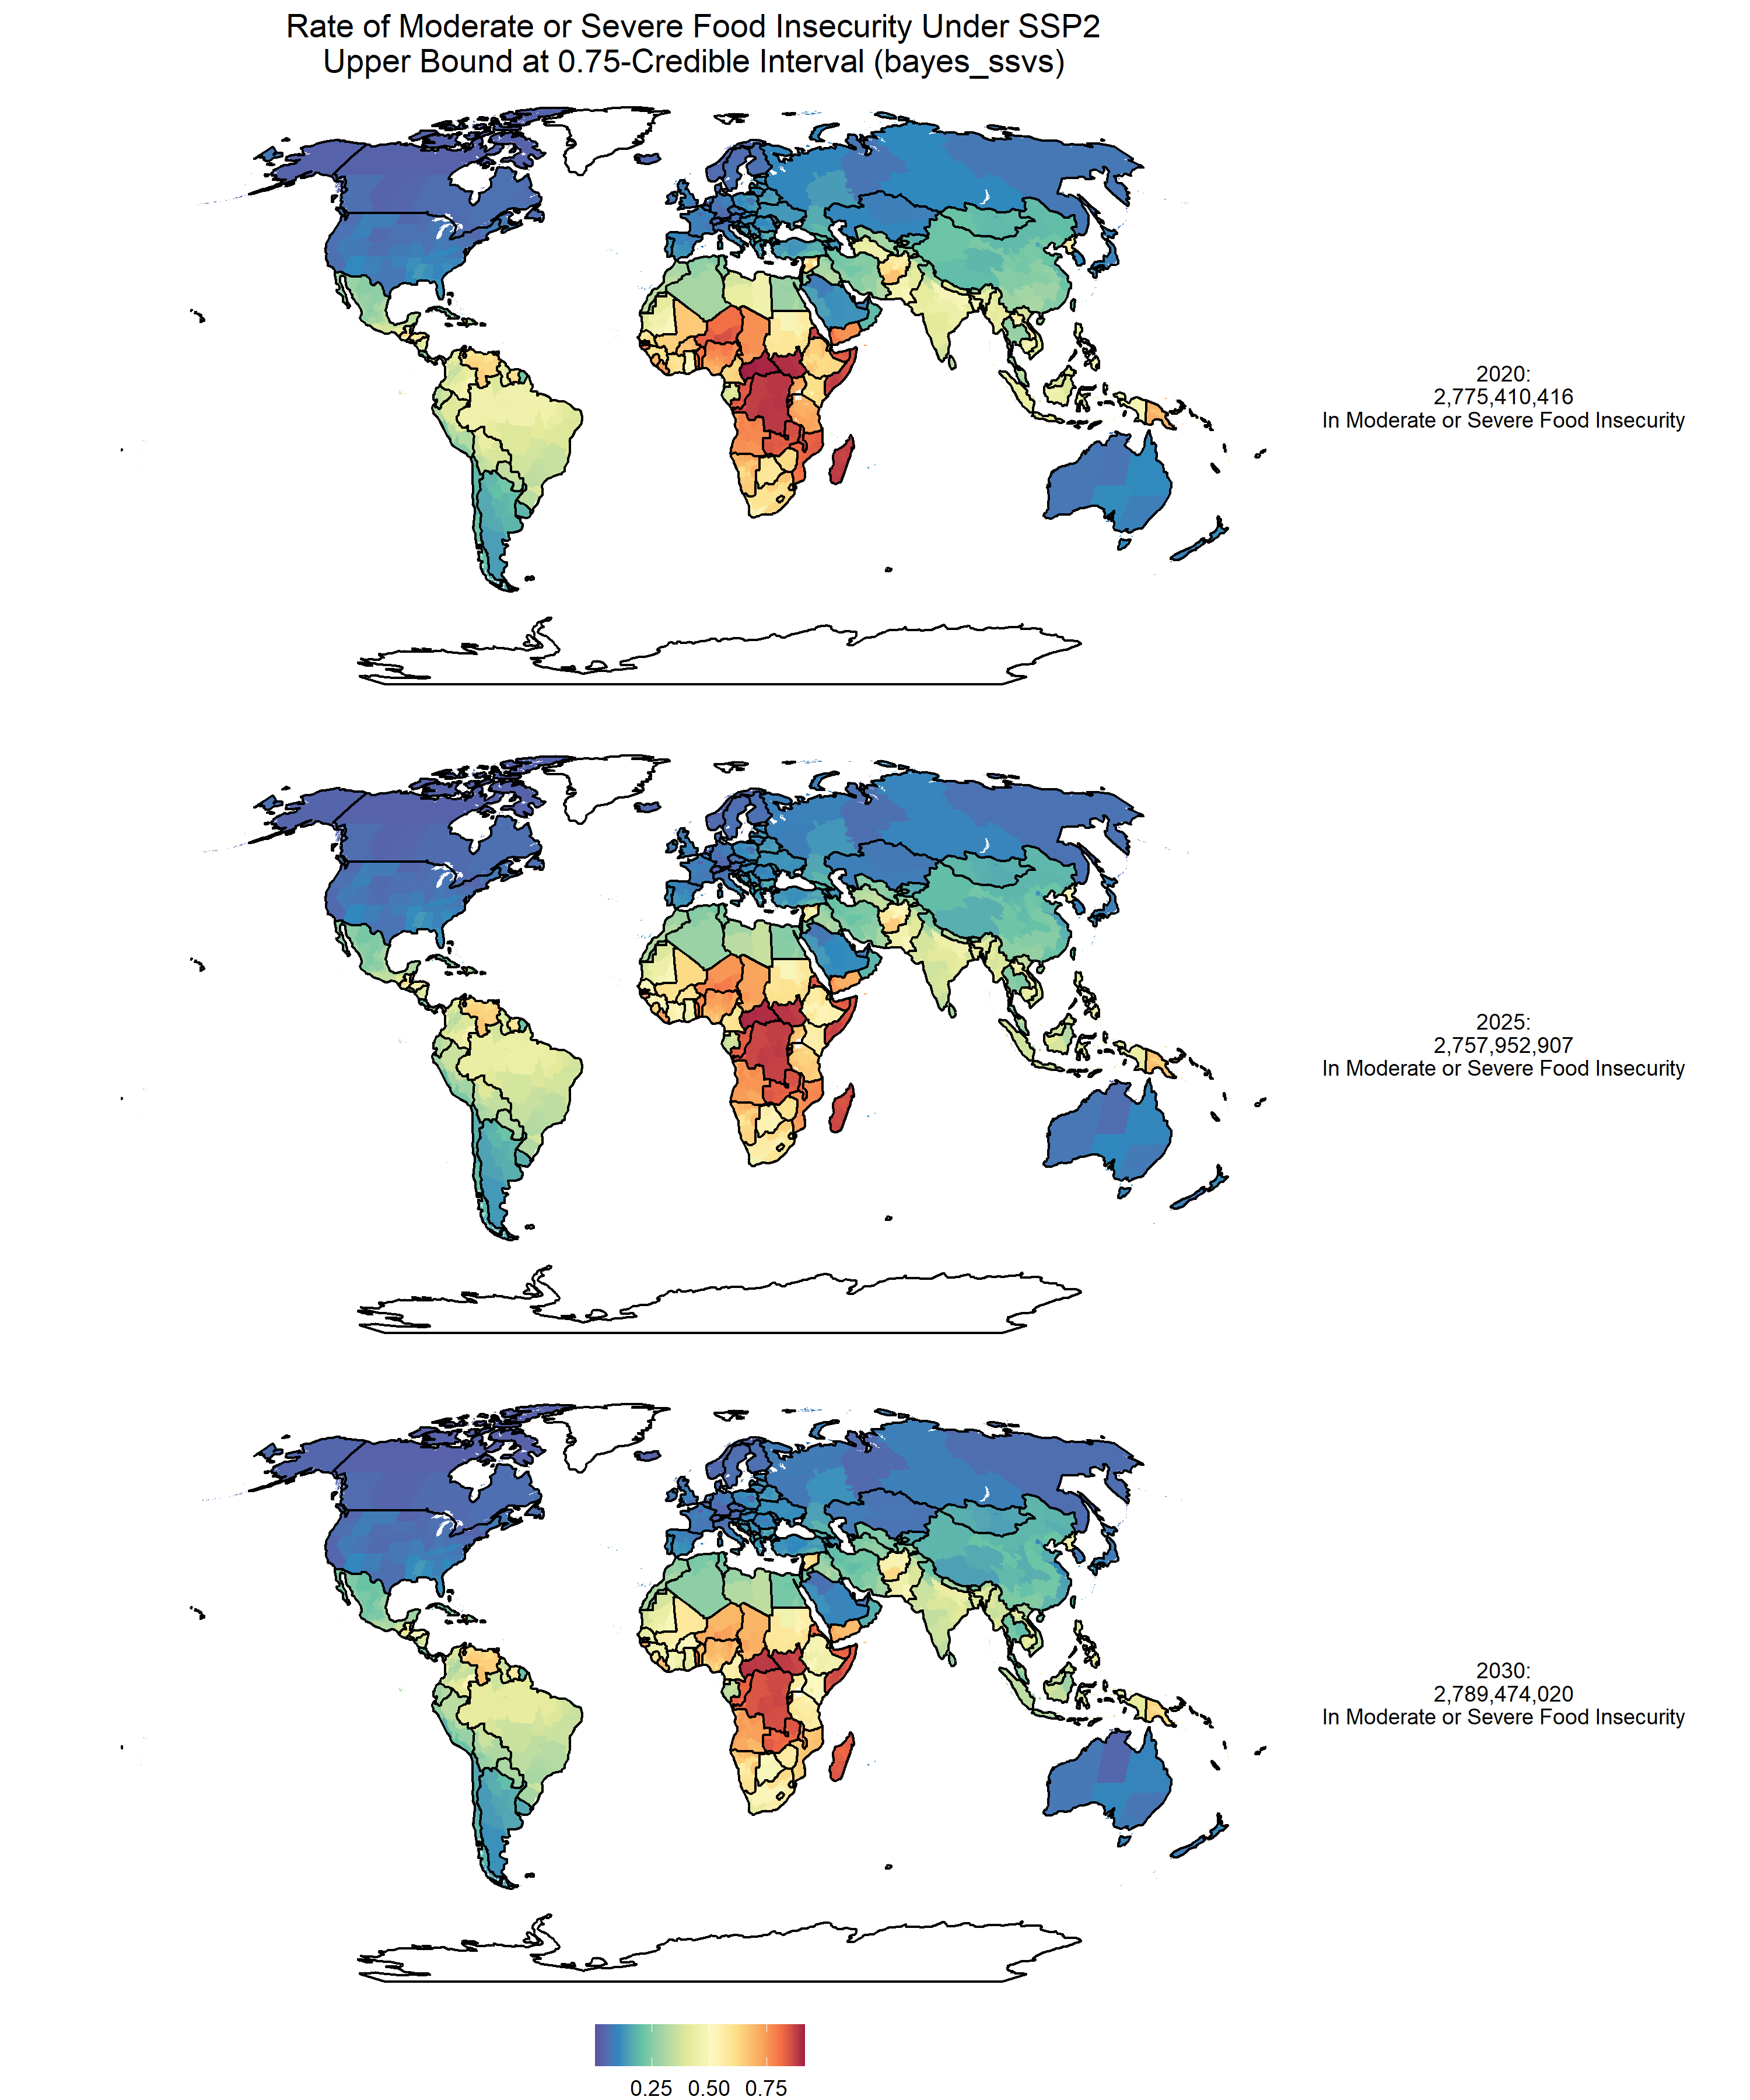 Rate of Moderate or Severe Food Insecurity Under SSP2
Upper Bound at 0.75-Credible Interval (bayes_ssvs)
2020:
2,775,410,416
In Moderate or Severe Food Insecurity
2025:
2,757,952,907
In Moderate or Severe Food Insecurity
2030:
2,789,474,020
In Moderate or Severe Food Insecurity
0.25 0.50 0.75